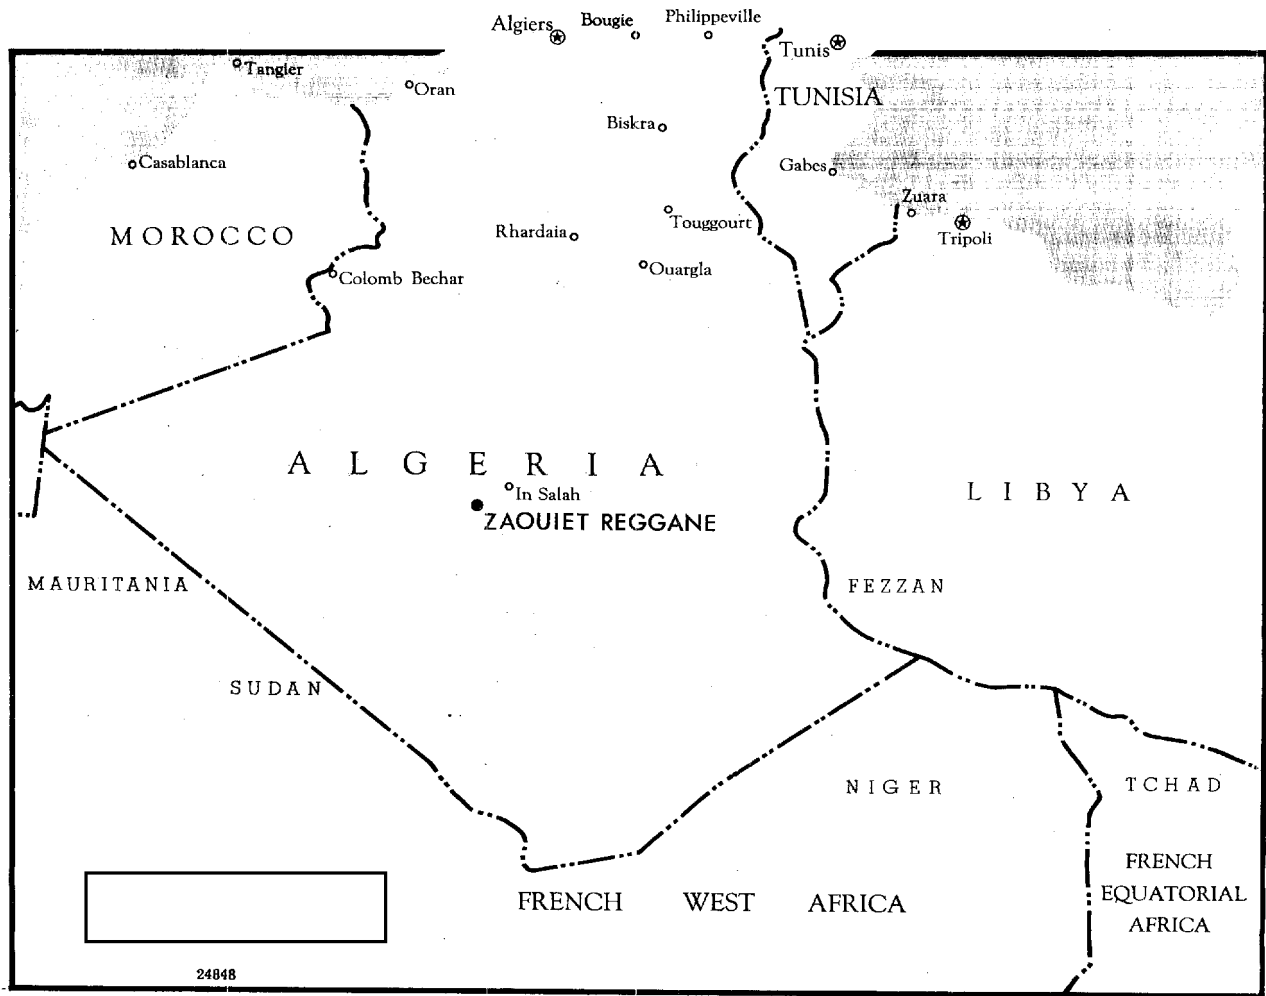 Algiers
Bougie
Philippeville
Tunis
Tangier
Oran
TUNISIA
Biskra
Casablanca
Gabes
Zuara
MOROCCO
Rhardaia
Touggourt
Tripoli
Colomb Bechar
Ouargla
ALGERIA
In Salah
LIBYA
ZAOUIET REGGANE
MAURITANIA
FEZZAN
SUDAN
NIGER
TCHAD
FRENCH WEST AFRICA
FRENCH
EQUATORIAL
AFRICA
24848